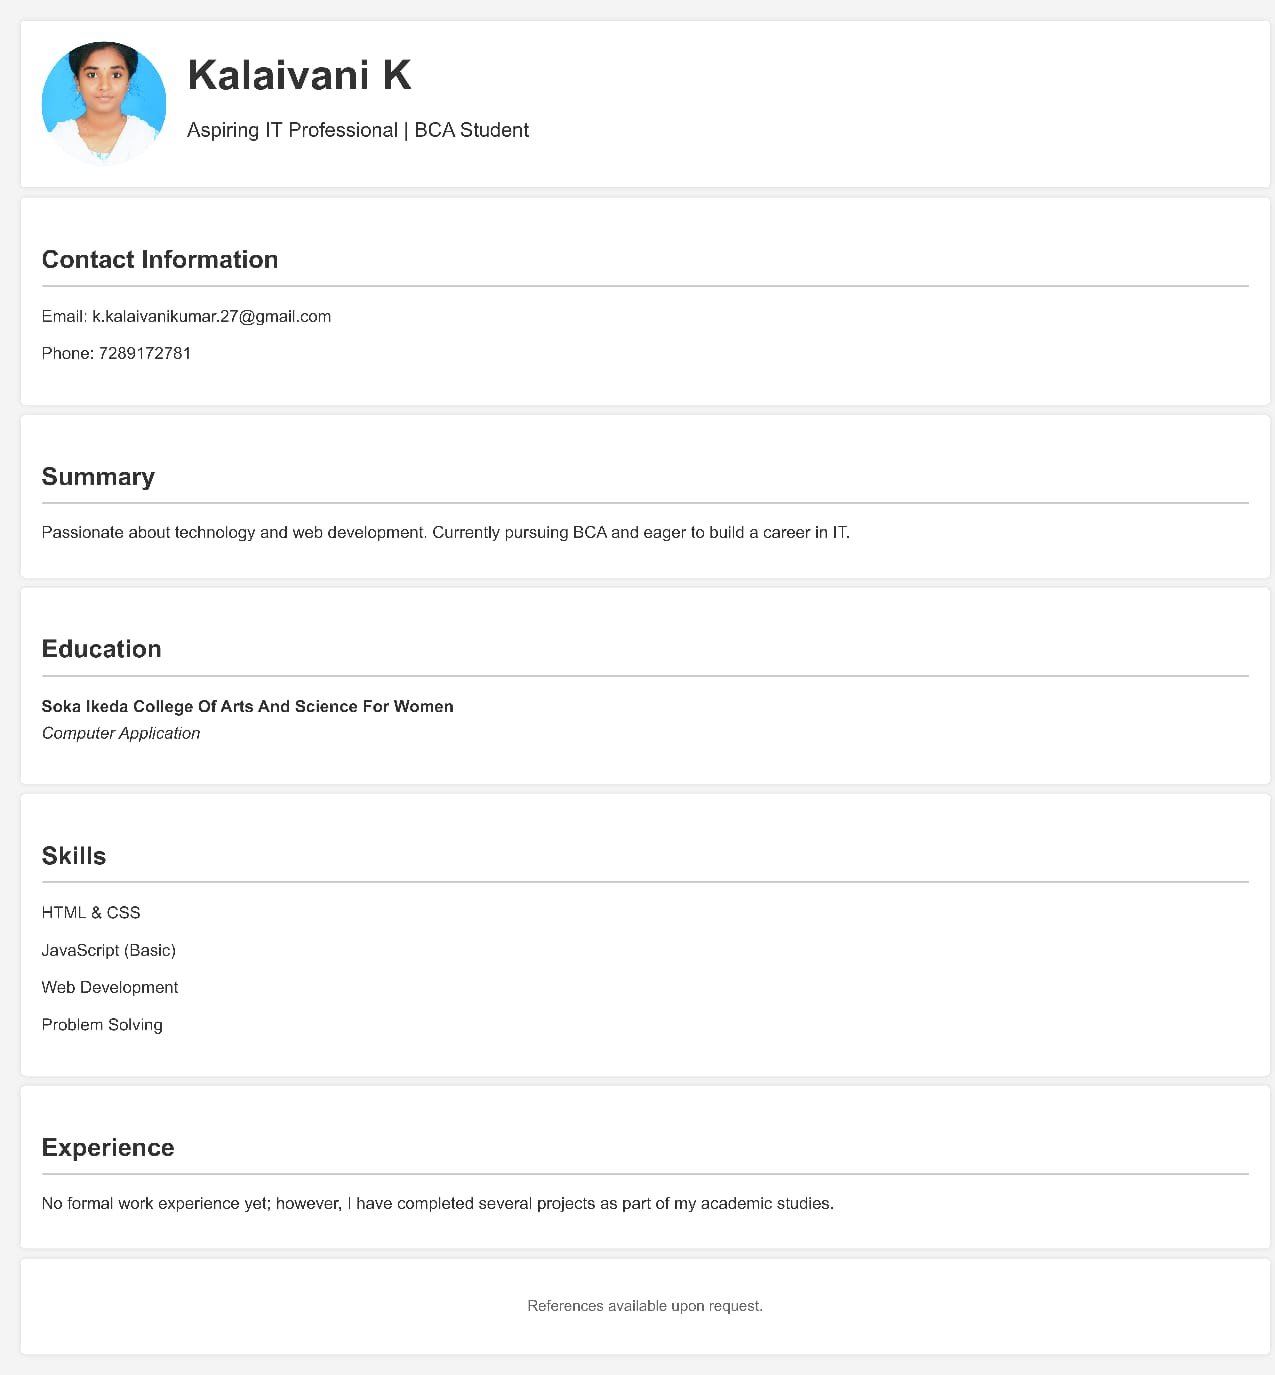 Kalaivani K
Aspiring IT Professional | BCA Student
Contact Information
Email: k.kalaivanikumar.27@gmail.com
Phone: 7289172781
Summary
Passionate about technology and web development. Currently pursuing BCA and eager to build a career in IT.
Education
Soka Ikeda College Of Arts And Science For Women
Computer Application
Skills
HTML & CSS
JavaScript (Basic)
Web Development
Problem Solving
Experience
No formal work experience yet; however, I have completed several projects as part of my academic studies.
References available upon request.